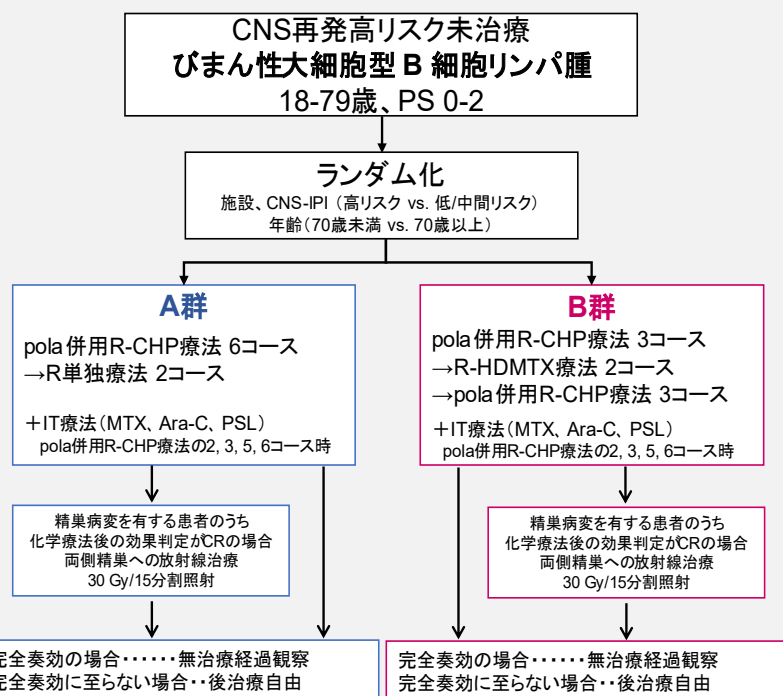 CNS再発高リスク未治療
びまん性大細胞型 B 細胞リンパ腫
18-79歳、PS 0-2
ランダム化
施設、CNS-IPI（高リスク vs. 低/中間リスク）
年齢（70歳未満 vs. 70歳以上）
A群
pola併用R-CHP療法 6コース
→R単独療法 2コース
＋IT療法（MTX、Ara-C、PSL）
pola併用R-CHP療法の2, 3, 5, 6コース時
B群
pola併用R-CHP療法 3コース
→R-HDMTX療法 2コース
→pola併用R-CHP療法 3コース
＋IT療法（MTX、Ara-C、PSL）
pola併用R-CHP療法の2, 3, 5, 6コース時
精巣病変を有する患者のうち
化学療法後の効果判定がCRの場合
両側精巣への放射線治療
30 Gy/15分割照射
精巣病変を有する患者のうち
化学療法後の効果判定がCRの場合
両側精巣への放射線治療
30 Gy/15分割照射
完全奏効の場合‥‥‥無治療経過観察
完全奏効に至らない場合‥後治療自由
完全奏効の場合‥‥‥無治療経過観察
完全奏効に至らない場合‥後治療自由